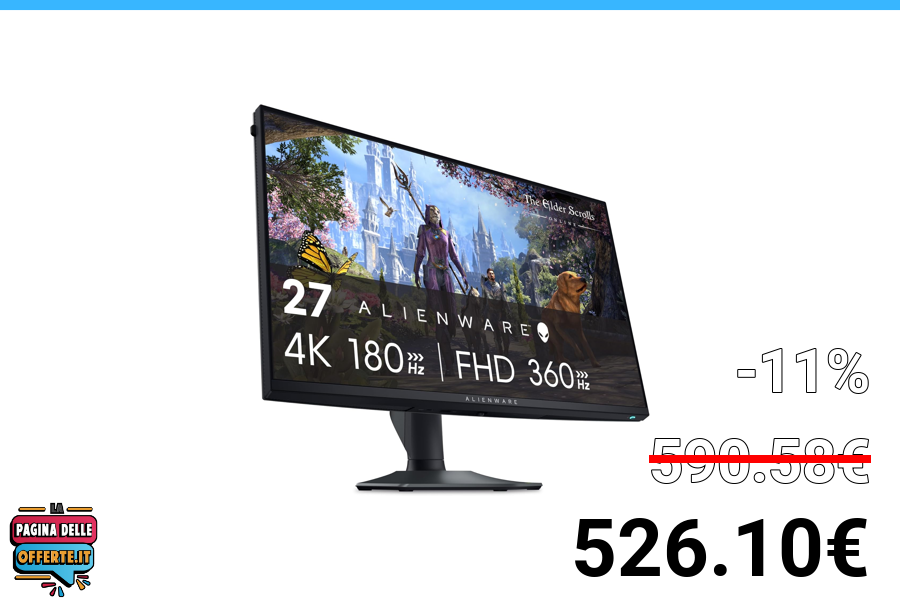 The Elder Scrolls
ONLINE
27 ALIENWARE
4K 180 Hz | FHD 360 Hz
ALIENWARE
-11%
590.58€
526.10€
LA
PAGINA DELLE
OFFERTE.IT